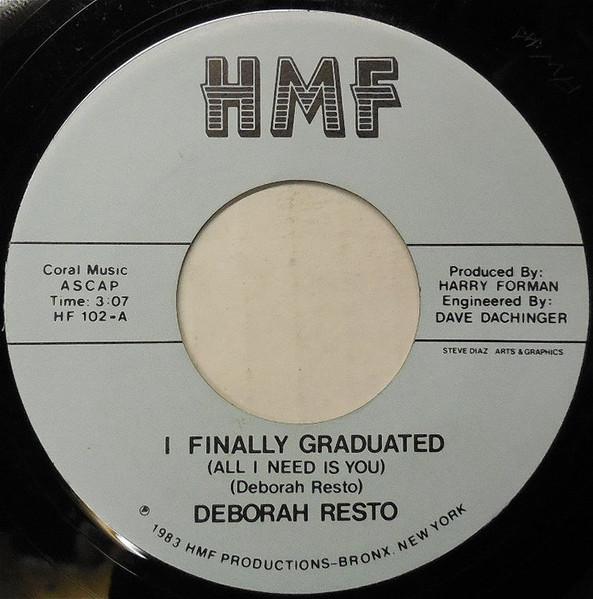 HMF
Coral Music
ASCAP
Time: 3:07
HF 102-A
Produced By:
HARRY FORMAN
Engineered By:
DAVE DACHINGER
STEVE DIAZ ARTS & GRAPHICS
I FINALLY GRADUATED
(ALL I NEED IS YOU)
(Deborah Resto)
DEBORAH RESTO
℗ 1983 HMF PRODUCTIONS-BRONX, NEW YORK